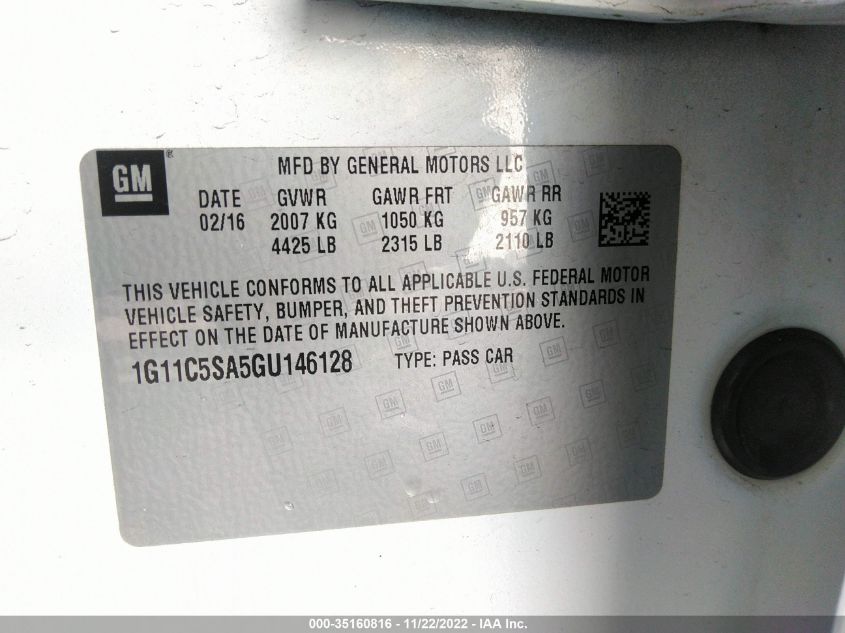 GM
MFD BY GENERAL MOTORS LLC
DATE GVWR GAWR FRT GAWR RR
02/16 2007 KG 1050 KG 957 KG
4425 LB 2315 LB 2110 LB
THIS VEHICLE CONFORMS TO ALL APPLICABLE U.S. FEDERAL MOTOR
VEHICLE SAFETY, BUMPER, AND THEFT PREVENTION STANDARDS IN
EFFECT ON THE DATE OF MANUFACTURE SHOWN ABOVE.
1G11C5SA5GU146128 TYPE: PASS CAR
000-35160816 - 11/22/2022 - IAA Inc.